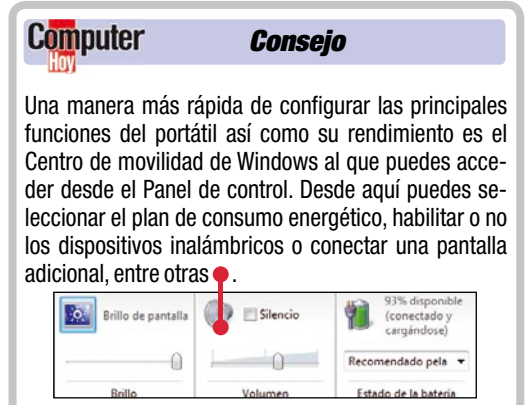 Computer
Hoy
Consejo
Una manera más rápida de configurar las principales
funciones del portátil así como su rendimiento es el
Centro de movilidad de Windows al que puedes acce-
der desde el Panel de control. Desde aquí puedes se-
leccionar el plan de consumo energético, habilitar o no
los dispositivos inalámbricos o conectar una pantalla
adicional, entre otras .
Brillo de pantalla
Silencio
93% disponible
(conectado y
cargándose)
Recomendado pela
Brillo
Volumen
Estado de la batería